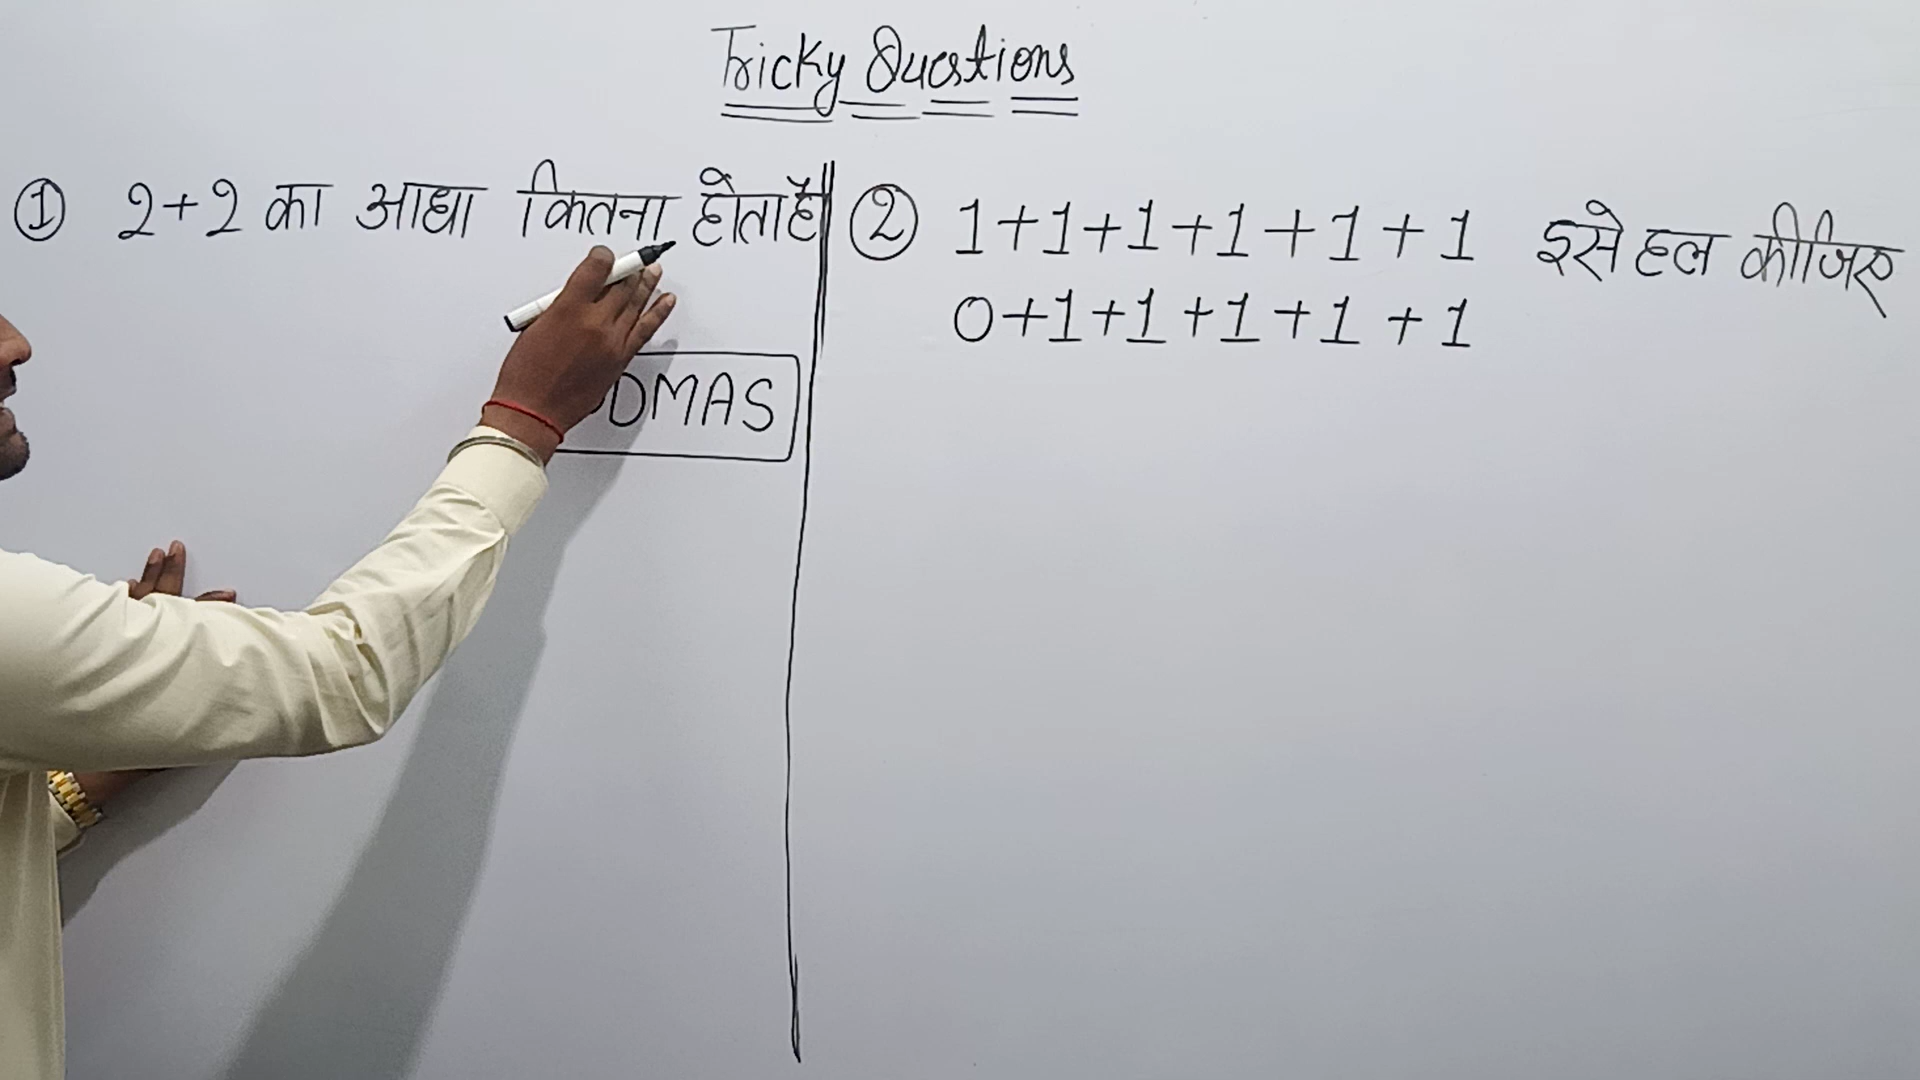 Tricky Questions
① 2+2 का आधा कितना होता है
DMAS
② 1+1+1+1+1+1 इसे हल कीजिए
0+1+1+1+1+1